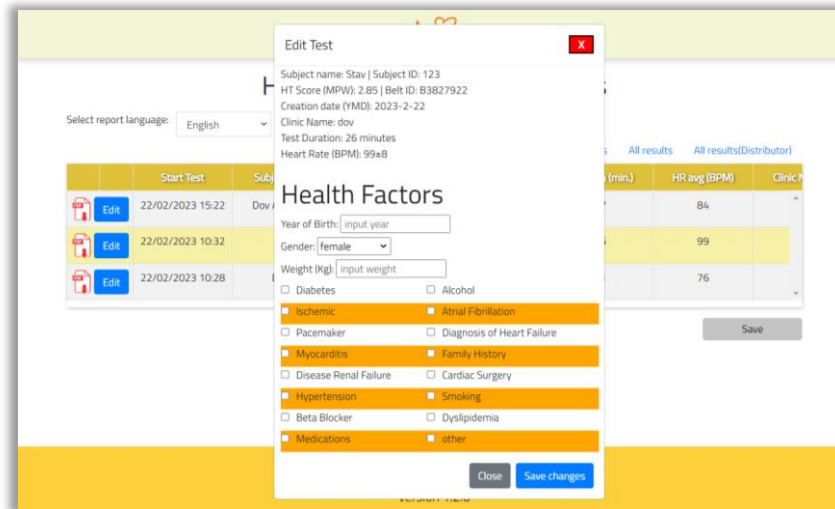 Edit Test
X
Subject name: Stav | Subject ID: 123
HT Score (MPW): 2.85 | Belt ID: B3827922
Creation date (YMD): 2023-2-22
Clinic Name: dov
Test Duration: 26 minutes
Heart Rate (BPM): 99±8
Health Factors
Year of Birth: input year
Gender: female
Weight (Kg): input weight
Diabetes Alcohol
Ischemic Atrial Fibrillation
Pacemaker Diagnosis of Heart Failure
Myocarditis Family History
Disease Renal Failure Cardiac Surgery
Hypertension Smoking
Beta Blocker Dyslipidemia
Medications other
Close Save changes
Select report language: English
All results All results(Distributor)
Start Test (min.) HR avg (BPM) Clinic
Edit 22/02/2023 15:22 Dov 84
Edit 22/02/2023 10:32 99
Edit 22/02/2023 10:28 76
Save